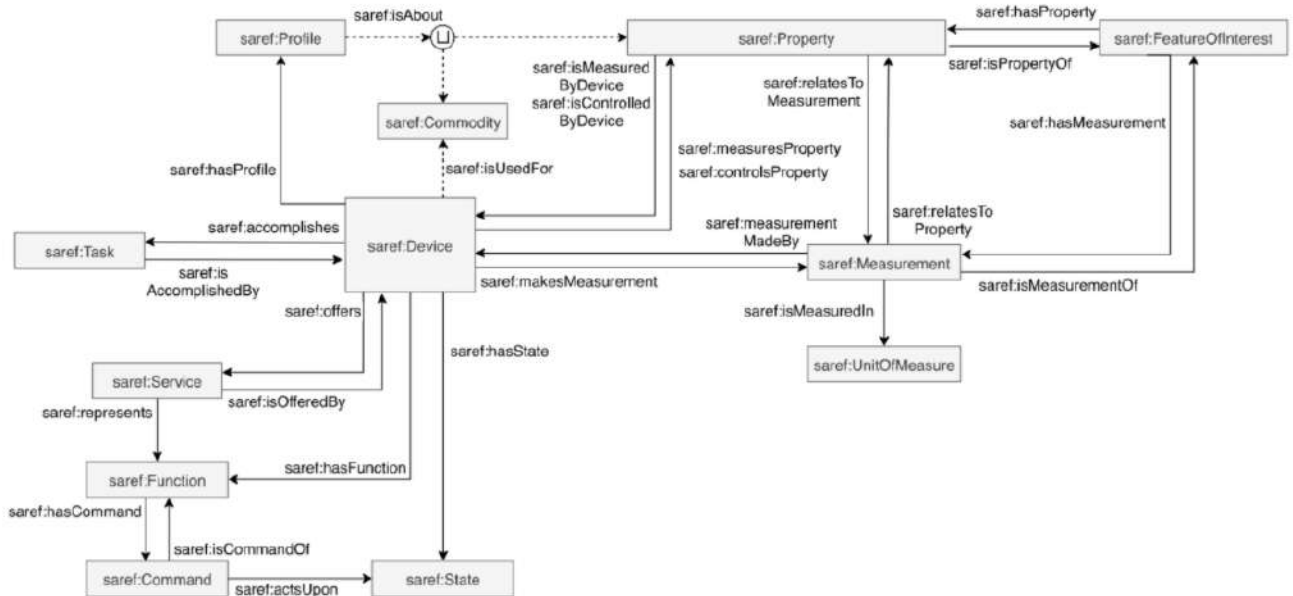 saref:isAbout
saref:hasProperty
saref:Profile
⊔
saref:Property
saref:FeatureOfInterest
saref:isPropertyOf
saref:isMeasured
ByDevice
saref:isControlled
ByDevice
saref:relatesTo
Measurement
saref:Commodity
saref:hasMeasurement
saref:measuresProperty
saref:controlsProperty
saref:hasProfile
saref:isUsedFor
saref:accomplishes
saref:Device
saref:measurement
MadeBy
saref:relatesTo
Property
saref:Task
saref:Measurement
saref:is
AccomplishedBy
saref:makesMeasurement
saref:isMeasurementOf
saref:offers
saref:isMeasuredIn
saref:hasState
saref:UnitOfMeasure
saref:Service
saref:isOfferedBy
saref:represents
saref:hasFunction
saref:Function
saref:hasCommand
saref:isCommandOf
saref:Command
saref:State
saref:actsUpon